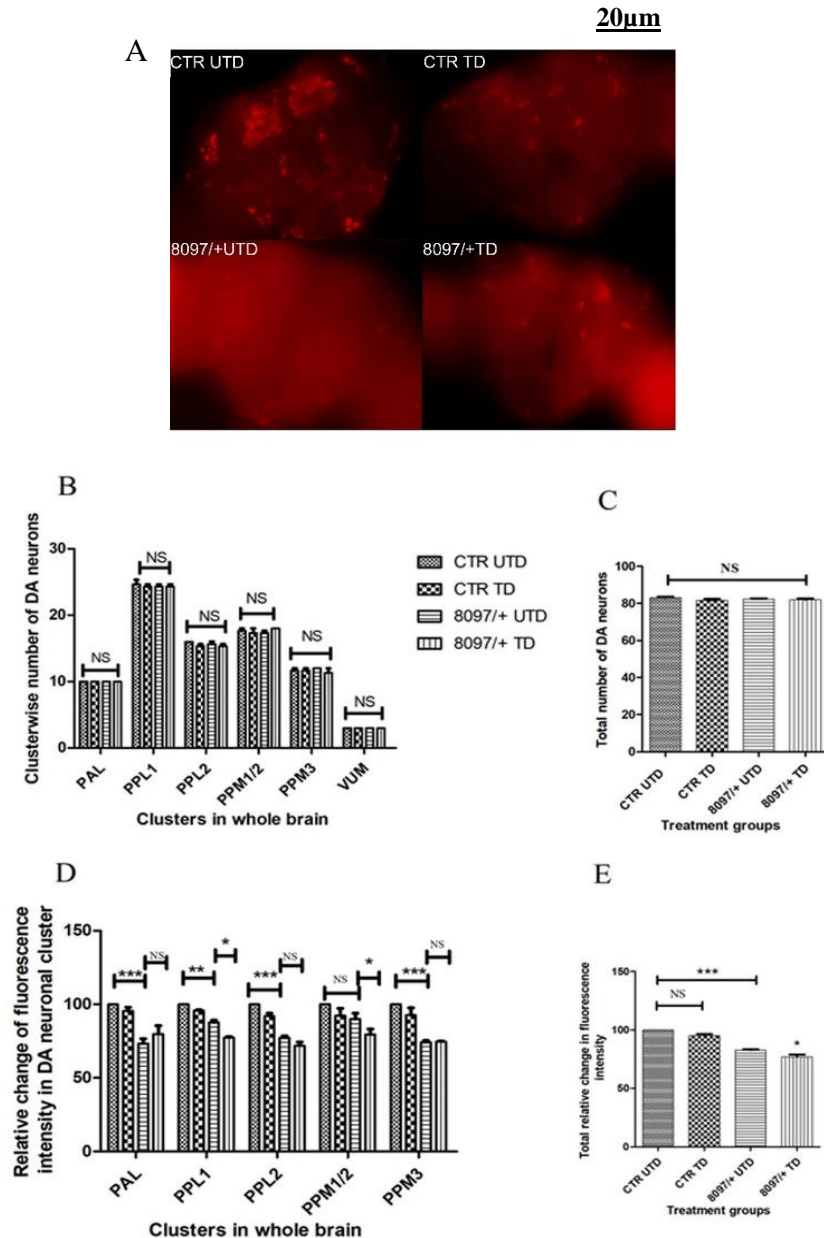 20µm
A
CTR UTD
CTR TD
8097/+UTD
8097/+TD
B
Clusterwise number of DA neurons
30
20
10
0
NS
NS
NS
NS
NS
NS
PAL
PPL1
PPL2
PPM1/2
PPM3
VUM
Clusters in whole brain
CTR UTD
CTR TD
8097/+ UTD
8097/+ TD
C
Total number of DA neurons
100
80
60
40
20
0
NS
CTR UTD
CTR TD
8097/+ UTD
8097/+ TD
Treatment groups
D
Relative change of fluorescence
intensity in DA neuronal cluster
150
100
50
0
***
NS
**
*
***
NS
NS
*
***
NS
PAL
PPL1
PPL2
PPM1/2
PPM3
Clusters in whole brain
E
Total relative change in fluorescence
intensity
150
100
50
0
***
NS
*
CTR UTD
CTR TD
8097/+ UTD
8097/+ TD
Treatment groups